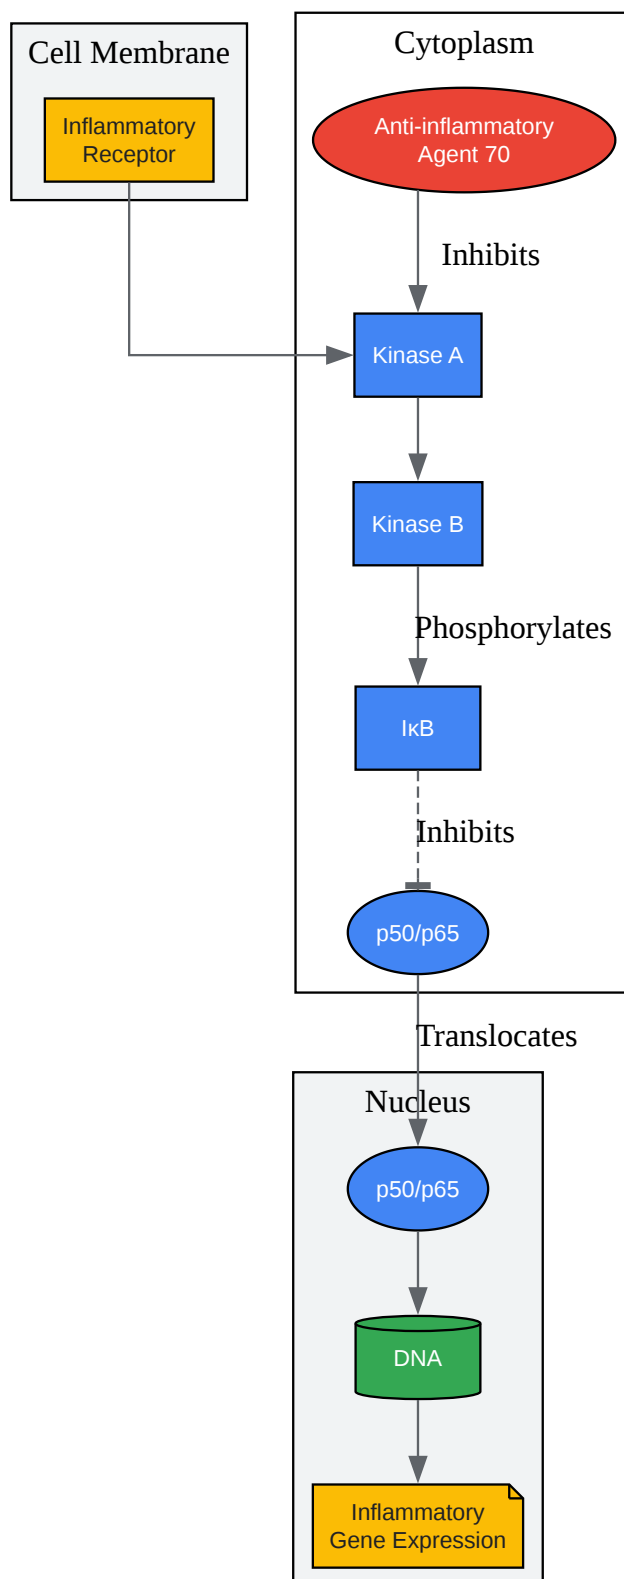 Cell Membrane
Inflammatory
Receptor
Cytoplasm
Anti-inflammatory
Agent 70
Inhibits
Kinase A
Kinase B
Phosphorylates
IκB
Inhibits
p50/p65
Translocates
Nucleus
p50/p65
DNA
Inflammatory
Gene Expression